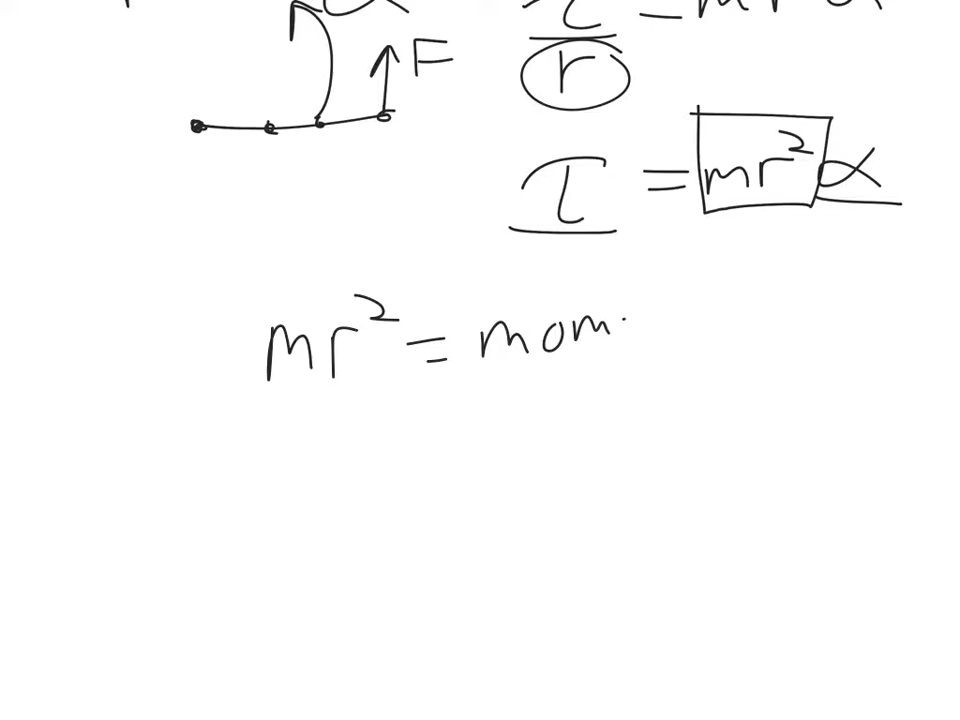 F
τ/r = mrα
τ = mr²α
mr² = mom